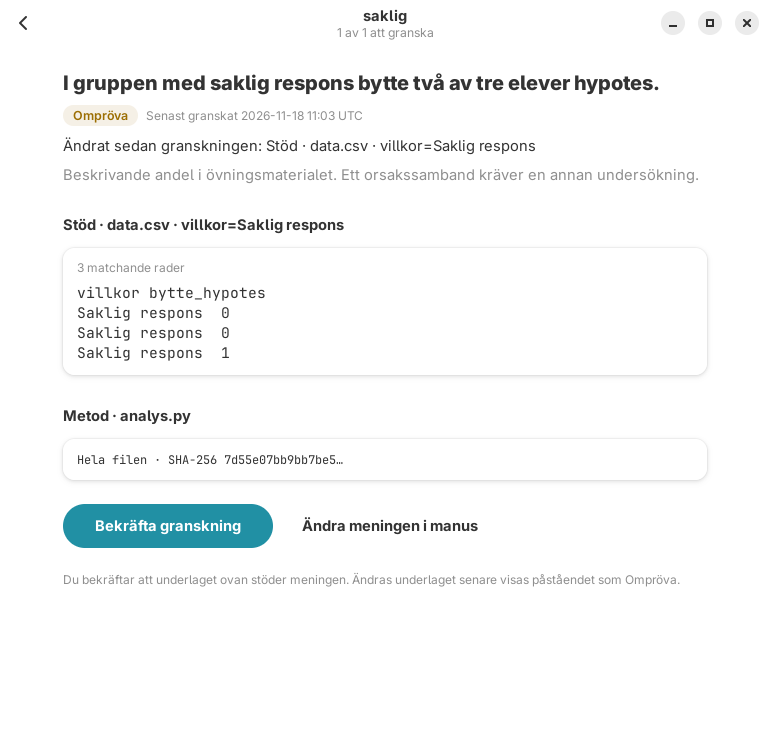 saklig
1 av 1 att granska
I gruppen med saklig respons bytte två av tre elever hypotes.
Ompröva Senast granskat 2026-11-18 11:03 UTC
Ändrat sedan granskningen: Stöd · data.csv · villkor=Saklig respons
Beskrivande andel i övningsmaterialet. Ett orsakssamband kräver en annan undersökning.
Stöd · data.csv · villkor=Saklig respons
3 matchande rader
villkor bytte_hypotes
Saklig respons  0
Saklig respons  0
Saklig respons  1
Metod · analys.py
Hela filen · SHA-256 7d55e07bb9bb7be5…
Bekräfta granskning Ändra meningen i manus
Du bekräftar att underlaget ovan stöder meningen. Ändras underlaget senare visas påståendet som Ompröva.